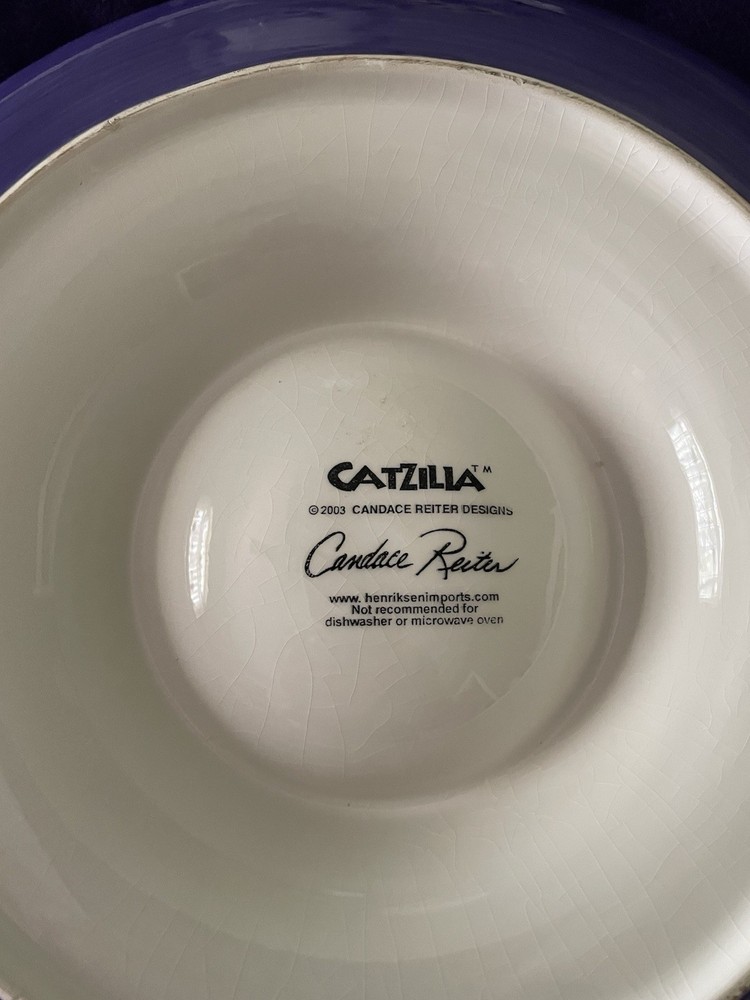 CATZILLA™
©2003 CANDACE REITER DESIGNS
Candace Reiter
www. henriksenimports.com
Not recommended for
dishwasher or microwave oven